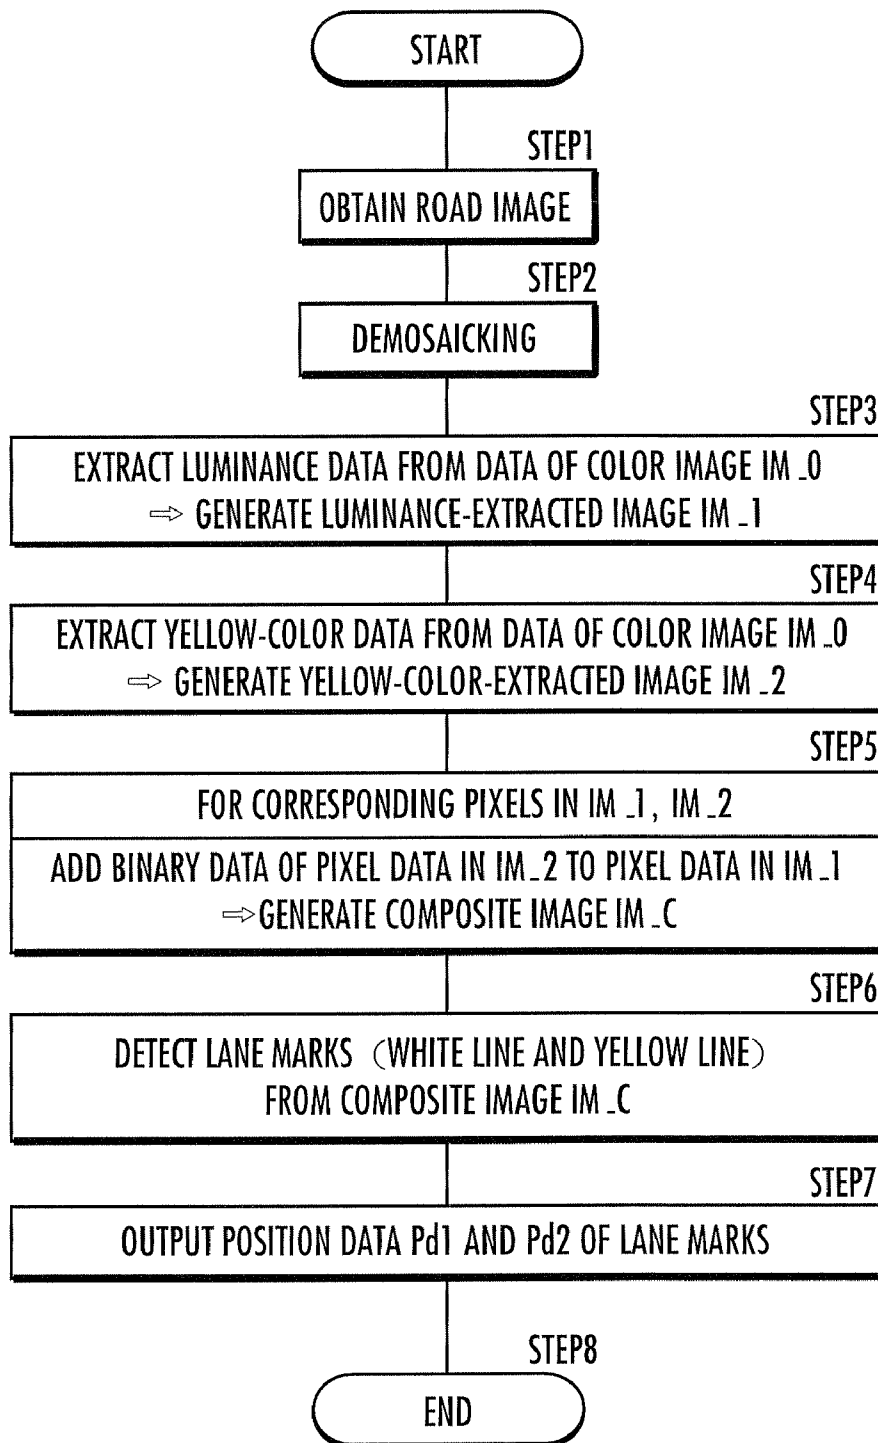 START
STEP1
OBTAIN ROAD IMAGE
STEP2
DEMOSAICKING
STEP3
EXTRACT LUMINANCE DATA FROM DATA OF COLOR IMAGE IM_0
⇨ GENERATE LUMINANCE-EXTRACTED IMAGE IM_1
STEP4
EXTRACT YELLOW-COLOR DATA FROM DATA OF COLOR IMAGE IM_0
⇨ GENERATE YELLOW-COLOR-EXTRACTED IMAGE IM_2
STEP5
FOR CORRESPONDING PIXELS IN IM_1, IM_2
ADD BINARY DATA OF PIXEL DATA IN IM_2 TO PIXEL DATA IN IM_1
⇨GENERATE COMPOSITE IMAGE IM_C
STEP6
DETECT LANE MARKS (WHITE LINE AND YELLOW LINE)
FROM COMPOSITE IMAGE IM_C
STEP7
OUTPUT POSITION DATA Pd1 AND Pd2 OF LANE MARKS
STEP8
END